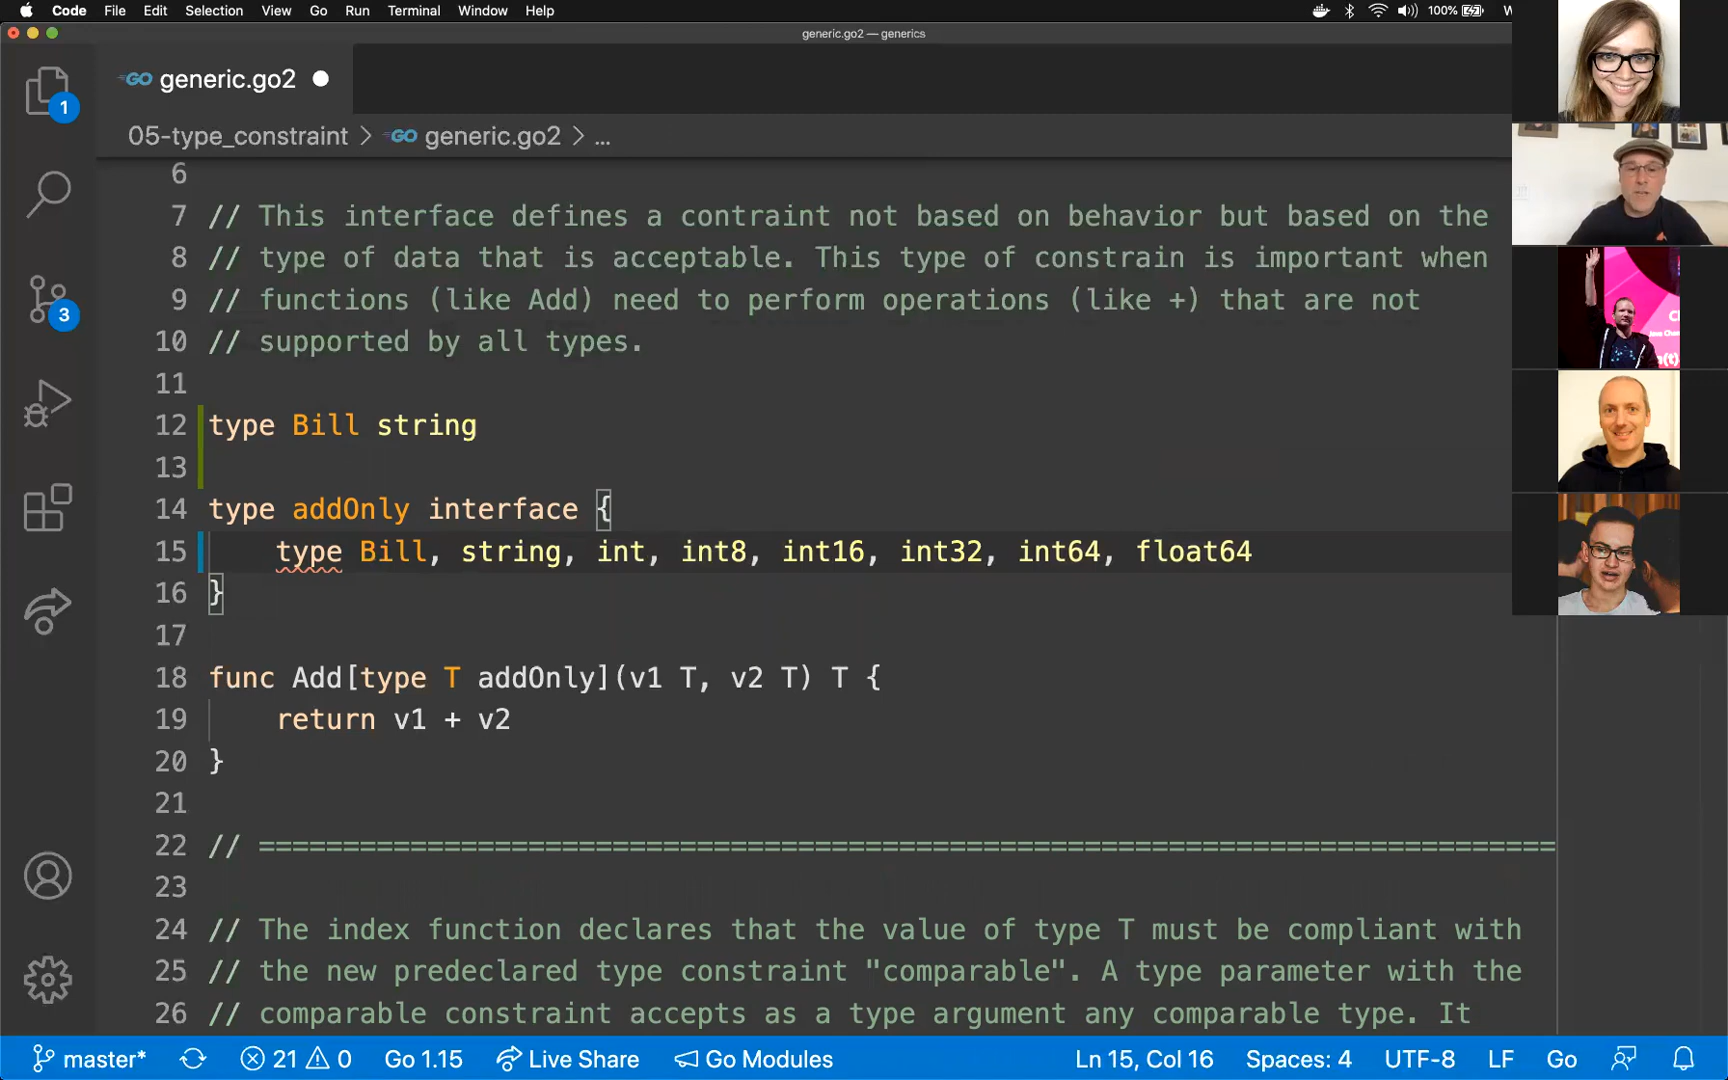 Code File Edit Selection View Go Run Terminal Window Help 100%
generic.go2 — generics
GO generic.go2
05-type_constraint > GO generic.go2 > ...
1
3
6
7 // This interface defines a contraint not based on behavior but based on the
8 // type of data that is acceptable. This type of constrain is important when
9 // functions (like Add) need to perform operations (like +) that are not
10 // supported by all types.
11
12 type Bill string
13
14 type addOnly interface {
15 type Bill, string, int, int8, int16, int32, int64, float64
16 }
17
18 func Add[type T addOnly](v1 T, v2 T) T {
19 return v1 + v2
20 }
21
22 // =============================================================================
23
24 // The index function declares that the value of type T must be compliant with
25 // the new predeclared type constraint "comparable". A type parameter with the
26 // comparable constraint accepts as a type argument any comparable type. It
master* 21 0 Go 1.15 Live Share Go Modules Ln 15, Col 16 Spaces: 4 UTF-8 LF Go